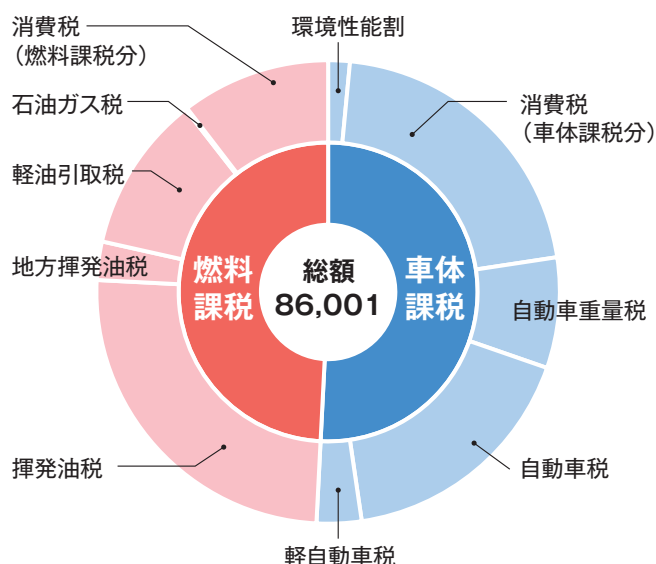 消費税
（燃料課税分）
環境性能割
石油ガス税
消費税
（車体課税分）
軽油引取税
地方揮発油税
燃料
課税
総額
86,001
車体
課税
自動車重量税
揮発油税
自動車税
軽自動車税